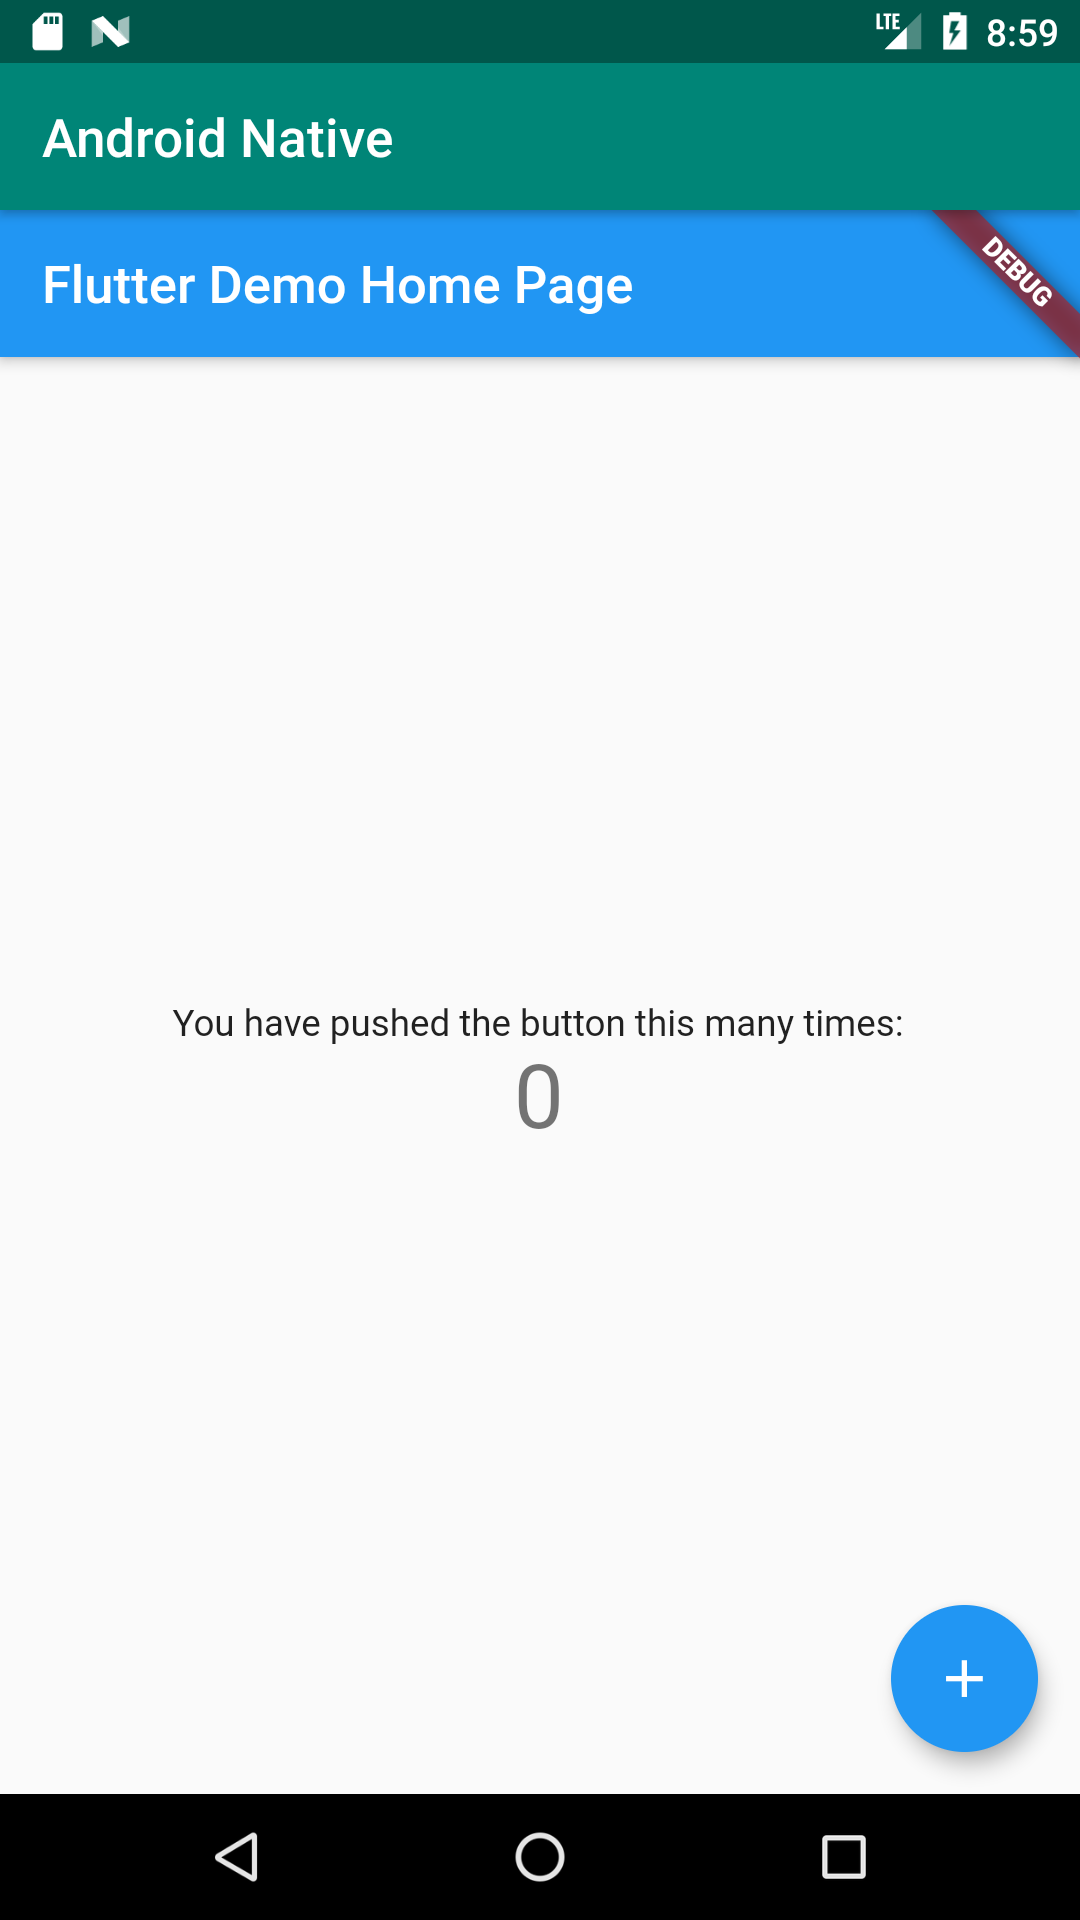 LTE 8:59
Android Native
Flutter Demo Home Page
DEBUG
You have pushed the button this many times:
0
+